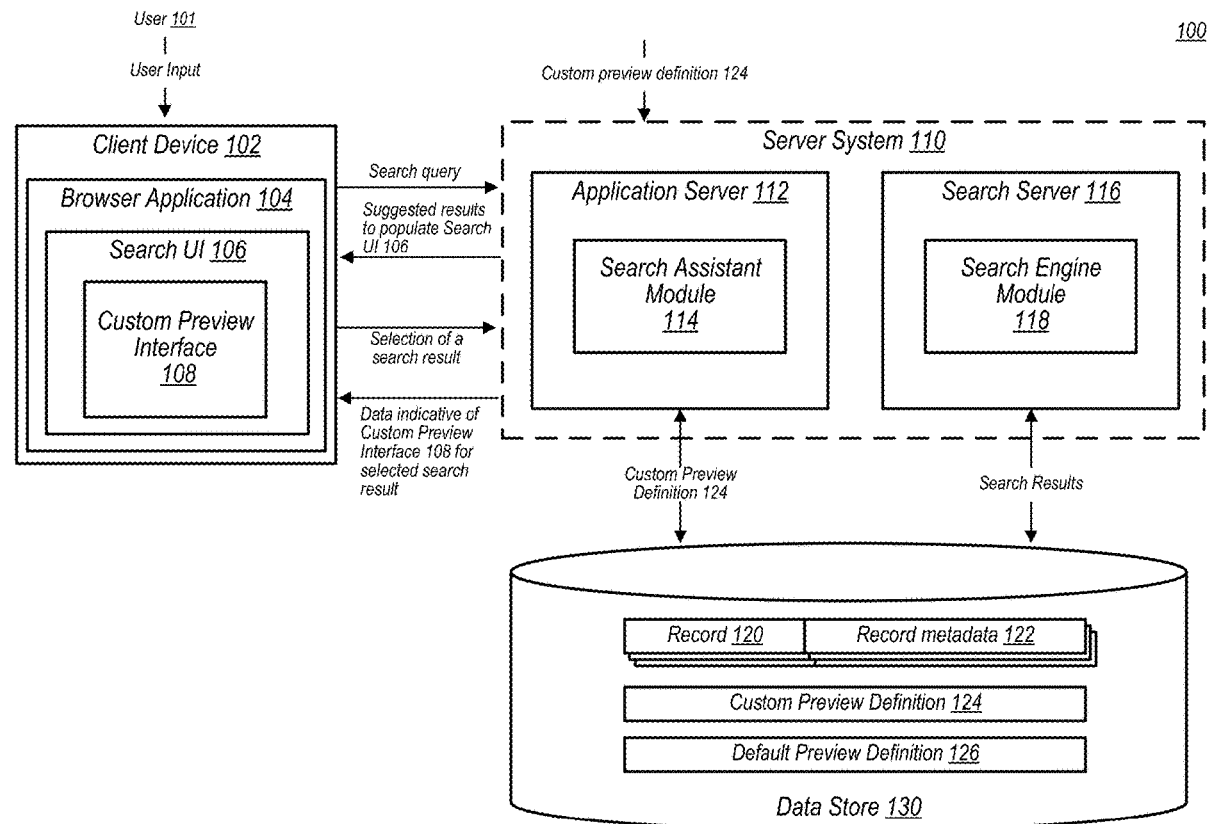 User 101
User Input
100
Custom preview definition 124
Client Device 102
Browser Application 104
Search UI 106
Custom Preview
Interface
108
Search query
Suggested results
to populate Search
UI 106
Selection of a
search result
Data indicative of
Custom Preview
Interface 108 for
selected search
result
Server System 110
Application Server 112
Search Assistant
Module
114
Search Server 116
Search Engine
Module
118
Custom Preview
Definition 124
Search Results
Record 120
Record metadata 122
Custom Preview Definition 124
Default Preview Definition 126
Data Store 130